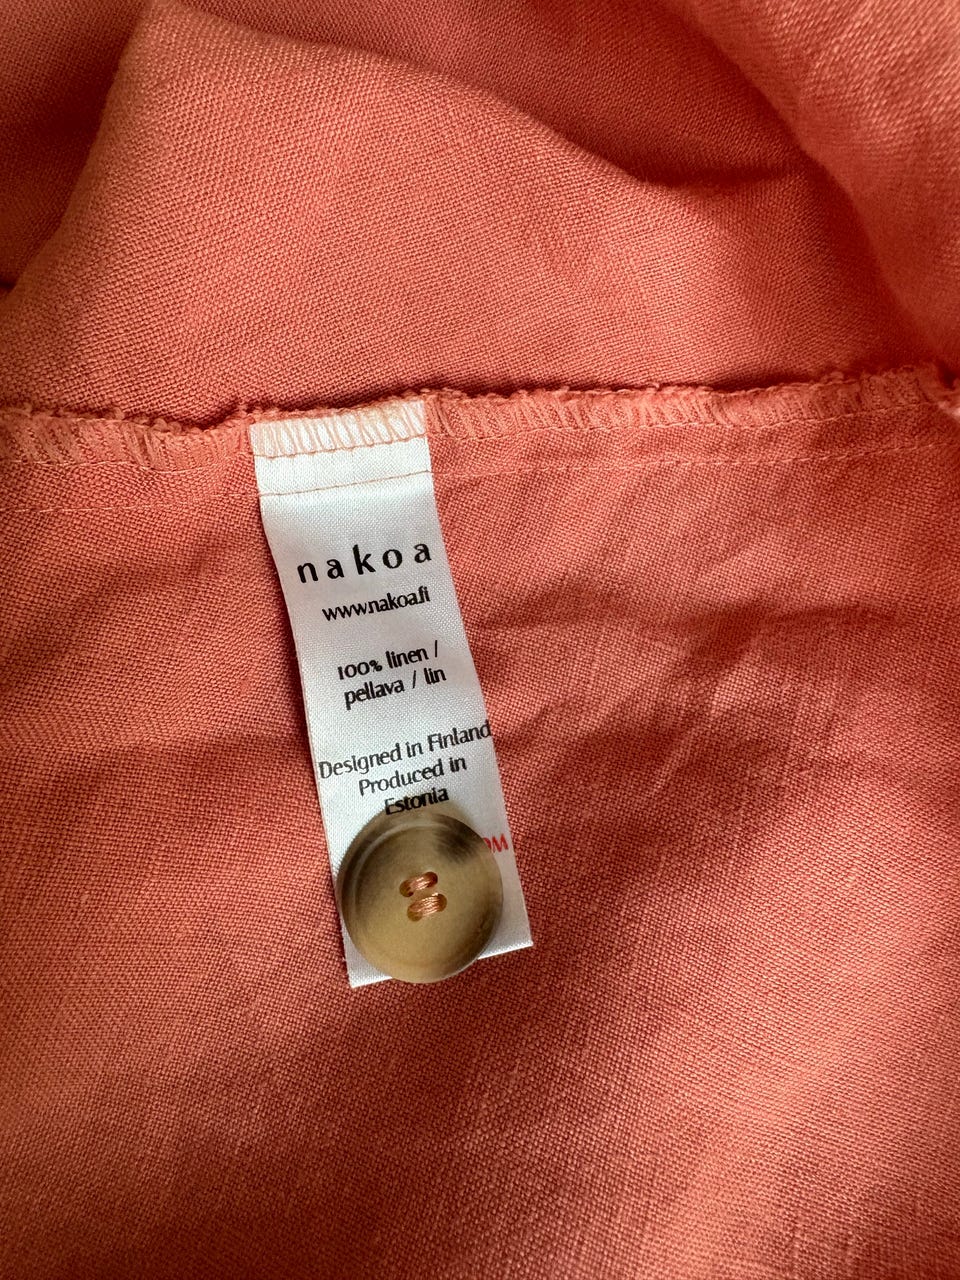 nakoa
www.nakoa.fi
100% linen /
pellava / lin
Designed in Finland
Produced in
Estonia